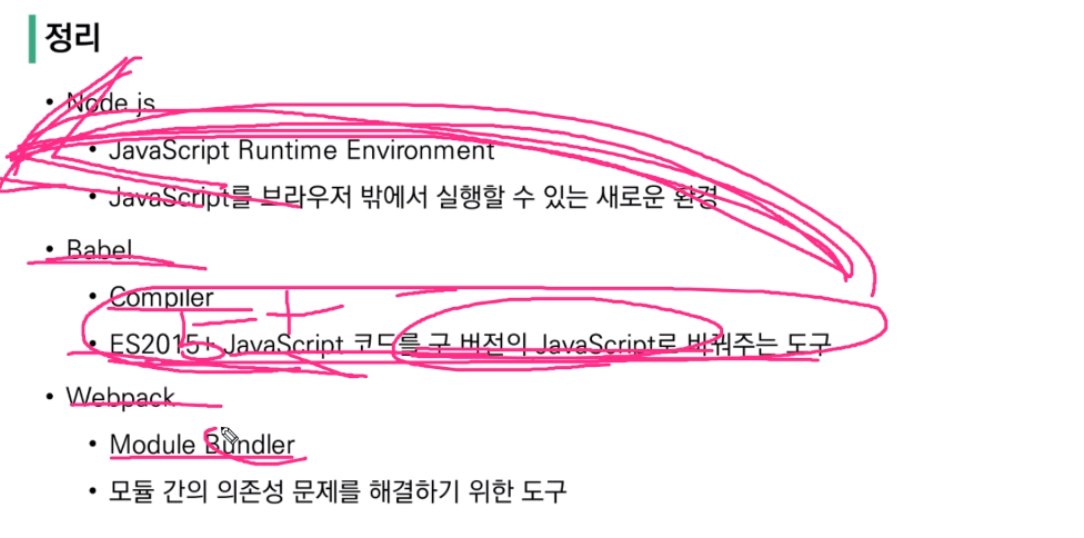 정리
• Node js
• JavaScript Runtime Environment
• JavaScript를 브라우저 밖에서 실행할 수 있는 새로운 환경
• Babel
• Compiler
• ES2015+ JavaScript 코드를 구 버전의 JavaScript로 바꿔주는 도구
• Webpack
• Module Bundler
• 모듈 간의 의존성 문제를 해결하기 위한 도구